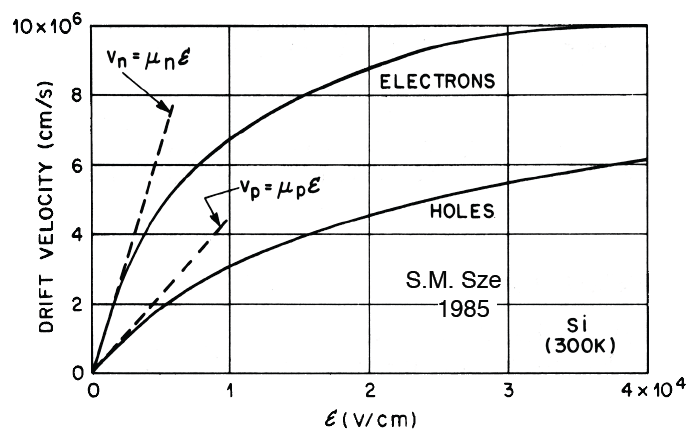 10×10⁶
vₙ = μₙℰ
8
ELECTRONS
6
vₚ = μₚℰ
HOLES
4
S.M. Sze
1985
2
Si
(300K)
0
0
1
2
3
4×10⁴
DRIFT VELOCITY (cm/s)
ℰ (V/cm)